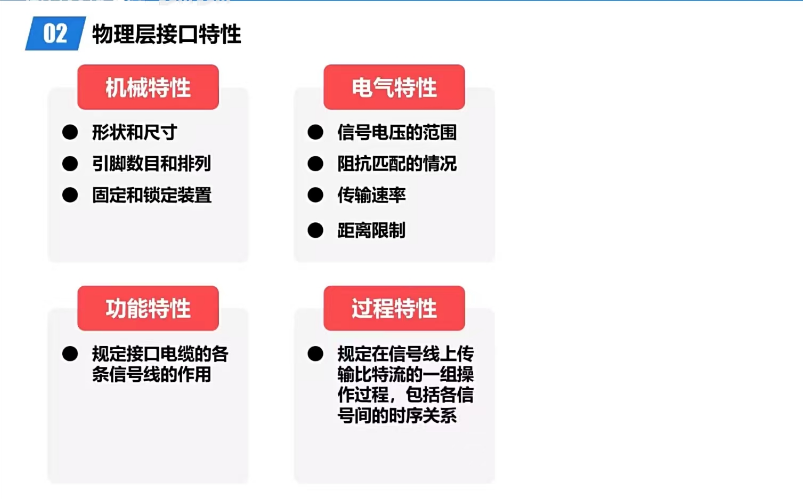 02 物理层接口特性
机械特性
形状和尺寸
引脚数目和排列
固定和锁定装置
电气特性
信号电压的范围
阻抗匹配的情况
传输速率
距离限制
功能特性
规定接口电缆的各
条信号线的作用
过程特性
规定在信号线上传
输比特流的一组操
作过程，包括各信
号间的时序关系